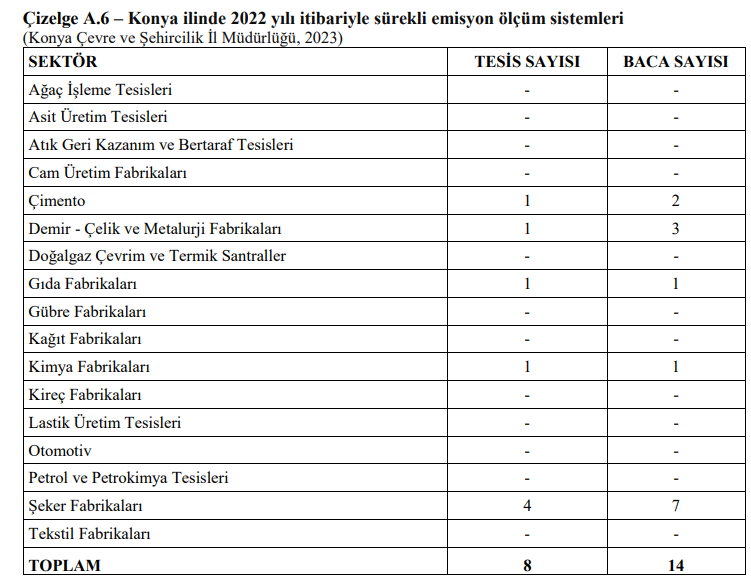 Çizelge A.6 – Konya ilinde 2022 yılı itibariyle sürekli emisyon ölçüm sistemleri
(Konya Çevre ve Şehircilik İl Müdürlüğü, 2023)
SEKTÖR TESİS SAYISI BACA SAYISI
Ağaç İşleme Tesisleri - -
Asit Üretim Tesisleri - -
Atık Geri Kazanım ve Bertaraf Tesisleri - -
Cam Üretim Fabrikaları - -
Çimento 1 2
Demir - Çelik ve Metalurji Fabrikaları 1 3
Doğalgaz Çevrim ve Termik Santraller - -
Gıda Fabrikaları 1 1
Gübre Fabrikaları - -
Kağıt Fabrikaları - -
Kimya Fabrikaları 1 1
Kireç Fabrikaları - -
Lastik Üretim Tesisleri - -
Otomotiv - -
Petrol ve Petrokimya Tesisleri - -
Şeker Fabrikaları 4 7
Tekstil Fabrikaları - -
TOPLAM 8 14